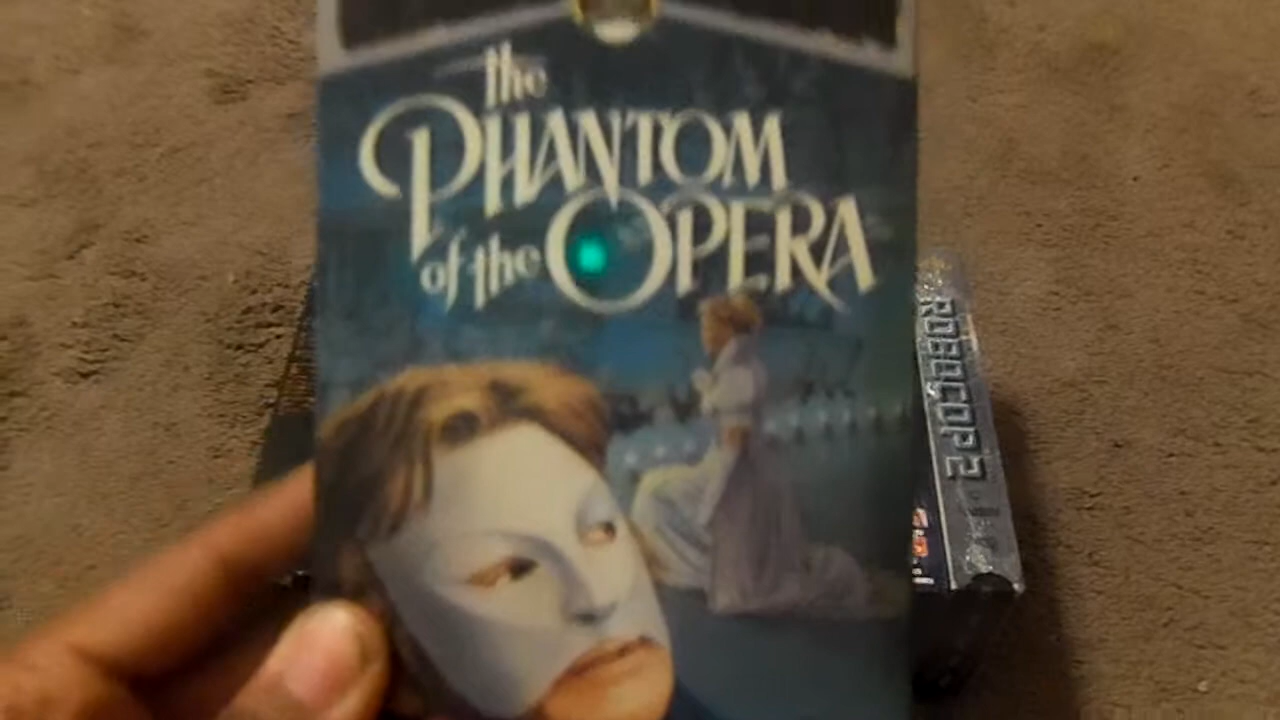 the
PHANTOM
of the OPERA
ROBOCOP 2